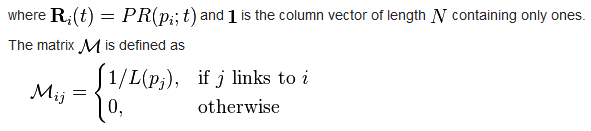 where R_i(t) = PR(p_i; t) and 1 is the column vector of length N containing only ones.
The matrix ℳ is defined as
ℳ_ij = { 1/L(p_j), if j links to i
0, otherwise